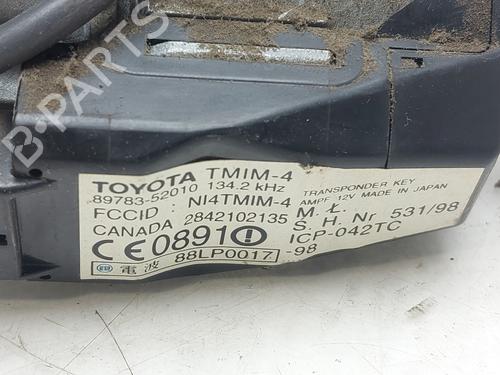 B-PARTS
TOYOTA TMIM-4
89783-52010 134.2 kHz
FCCID : NI4TMIM-4
CANADA 2842102135
CE0891
電波 88LP0017
TRANSPONDER KEY
AMPF 12V MADE IN JAPAN
M. Ł.
S. H. Nr 531/98
ICP-042TC
-98